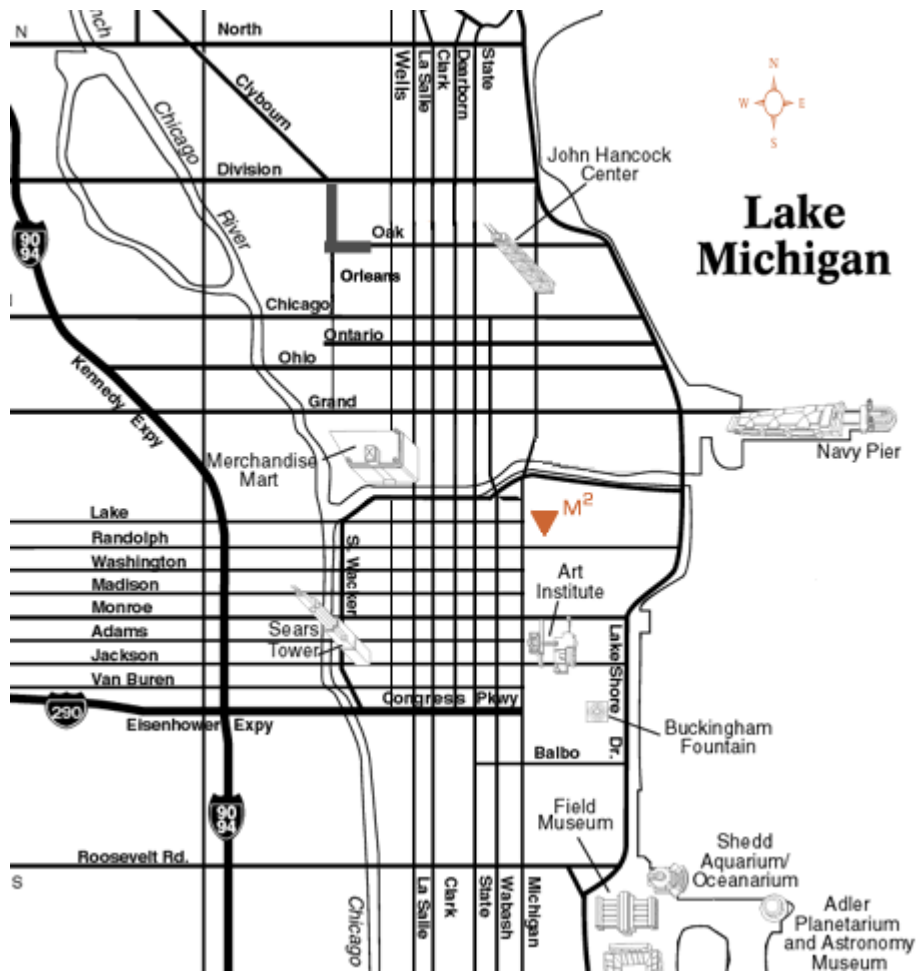 N
nch
North
Clybourn
Wells
La Salle
Clark
Dearborn
State
N
W
E
S
Chicago
River
John Hancock
Center
Division
Lake
Michigan
90
94
Oak
Orleans
Chicago
Ontario
Ohio
Kennedy Expy
Grand
Navy Pier
Merchandise
Mart
M²
Lake
Randolph
Washington
Madison
Monroe
Adams
Jackson
Van Buren
S. Wacker
Art
Institute
Sears
Tower
Lake Shore Dr.
Congress Pkwy
290
Eisenhower Expy
Buckingham
Fountain
Balbo
90
94
Field
Museum
Roosevelt Rd.
S
Shedd
Aquarium/
Oceanarium
Chicago
La Salle
Clark
State
Wabash
Michigan
Adler
Planetarium
and Astronomy
Museum